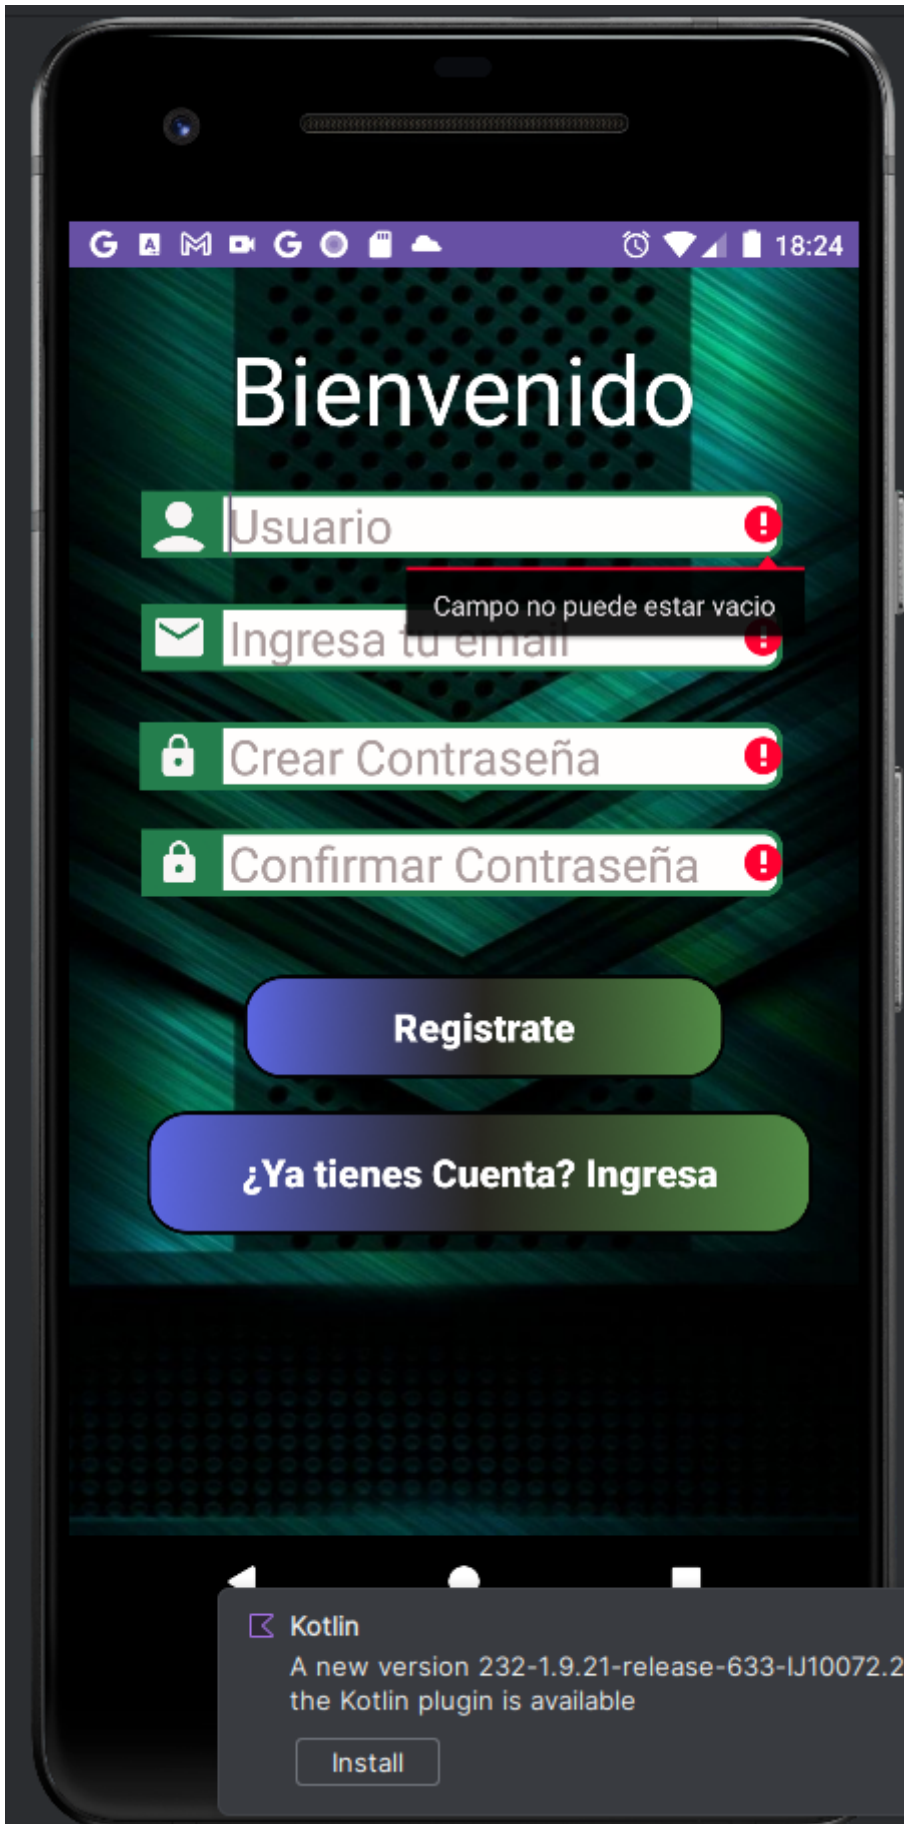 18:24
Bienvenido
Usuario
Campo no puede estar vacio
Ingresa tu email
Crear Contraseña
Confirmar Contraseña
Registrate
¿Ya tienes Cuenta? Ingresa
Kotlin
A new version 232-1.9.21-release-633-IJ10072.2
the Kotlin plugin is available
Install